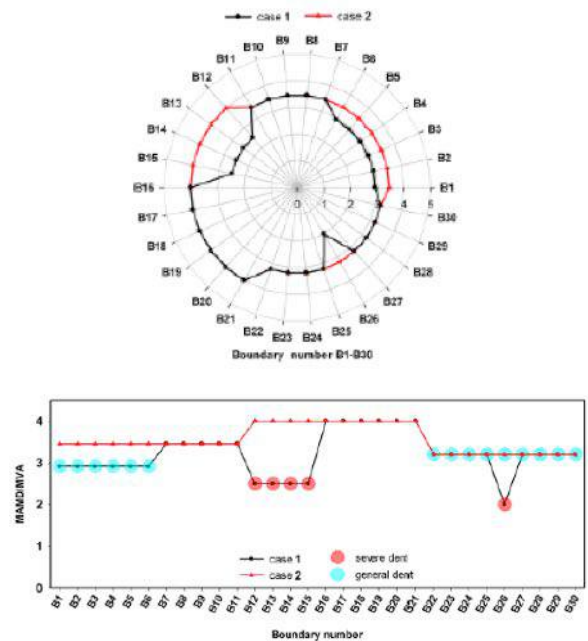 case 1 case 2
B9 B8
B10 B7
B11 B6
B12 B5
B13 B4
B14 B3
B15 B2
B16 0 1 2 3 4 5 B1
B17 B30
B18 B29
B19 B28
B20 B27
B21 B26
B22 B25
B23 B24
Boundary number B1-B30
4
3
2
1
0
MAND/MVA
case 1 severe dent
case 2 general dent
B1 B2 B3 B4 B5 B6 B7 B8 B9 B10 B11 B12 B13 B14 B15 B16 B17 B18 B19 B20 B21 B22 B23 B24 B25 B26 B27 B28 B29 B30
Boundary number